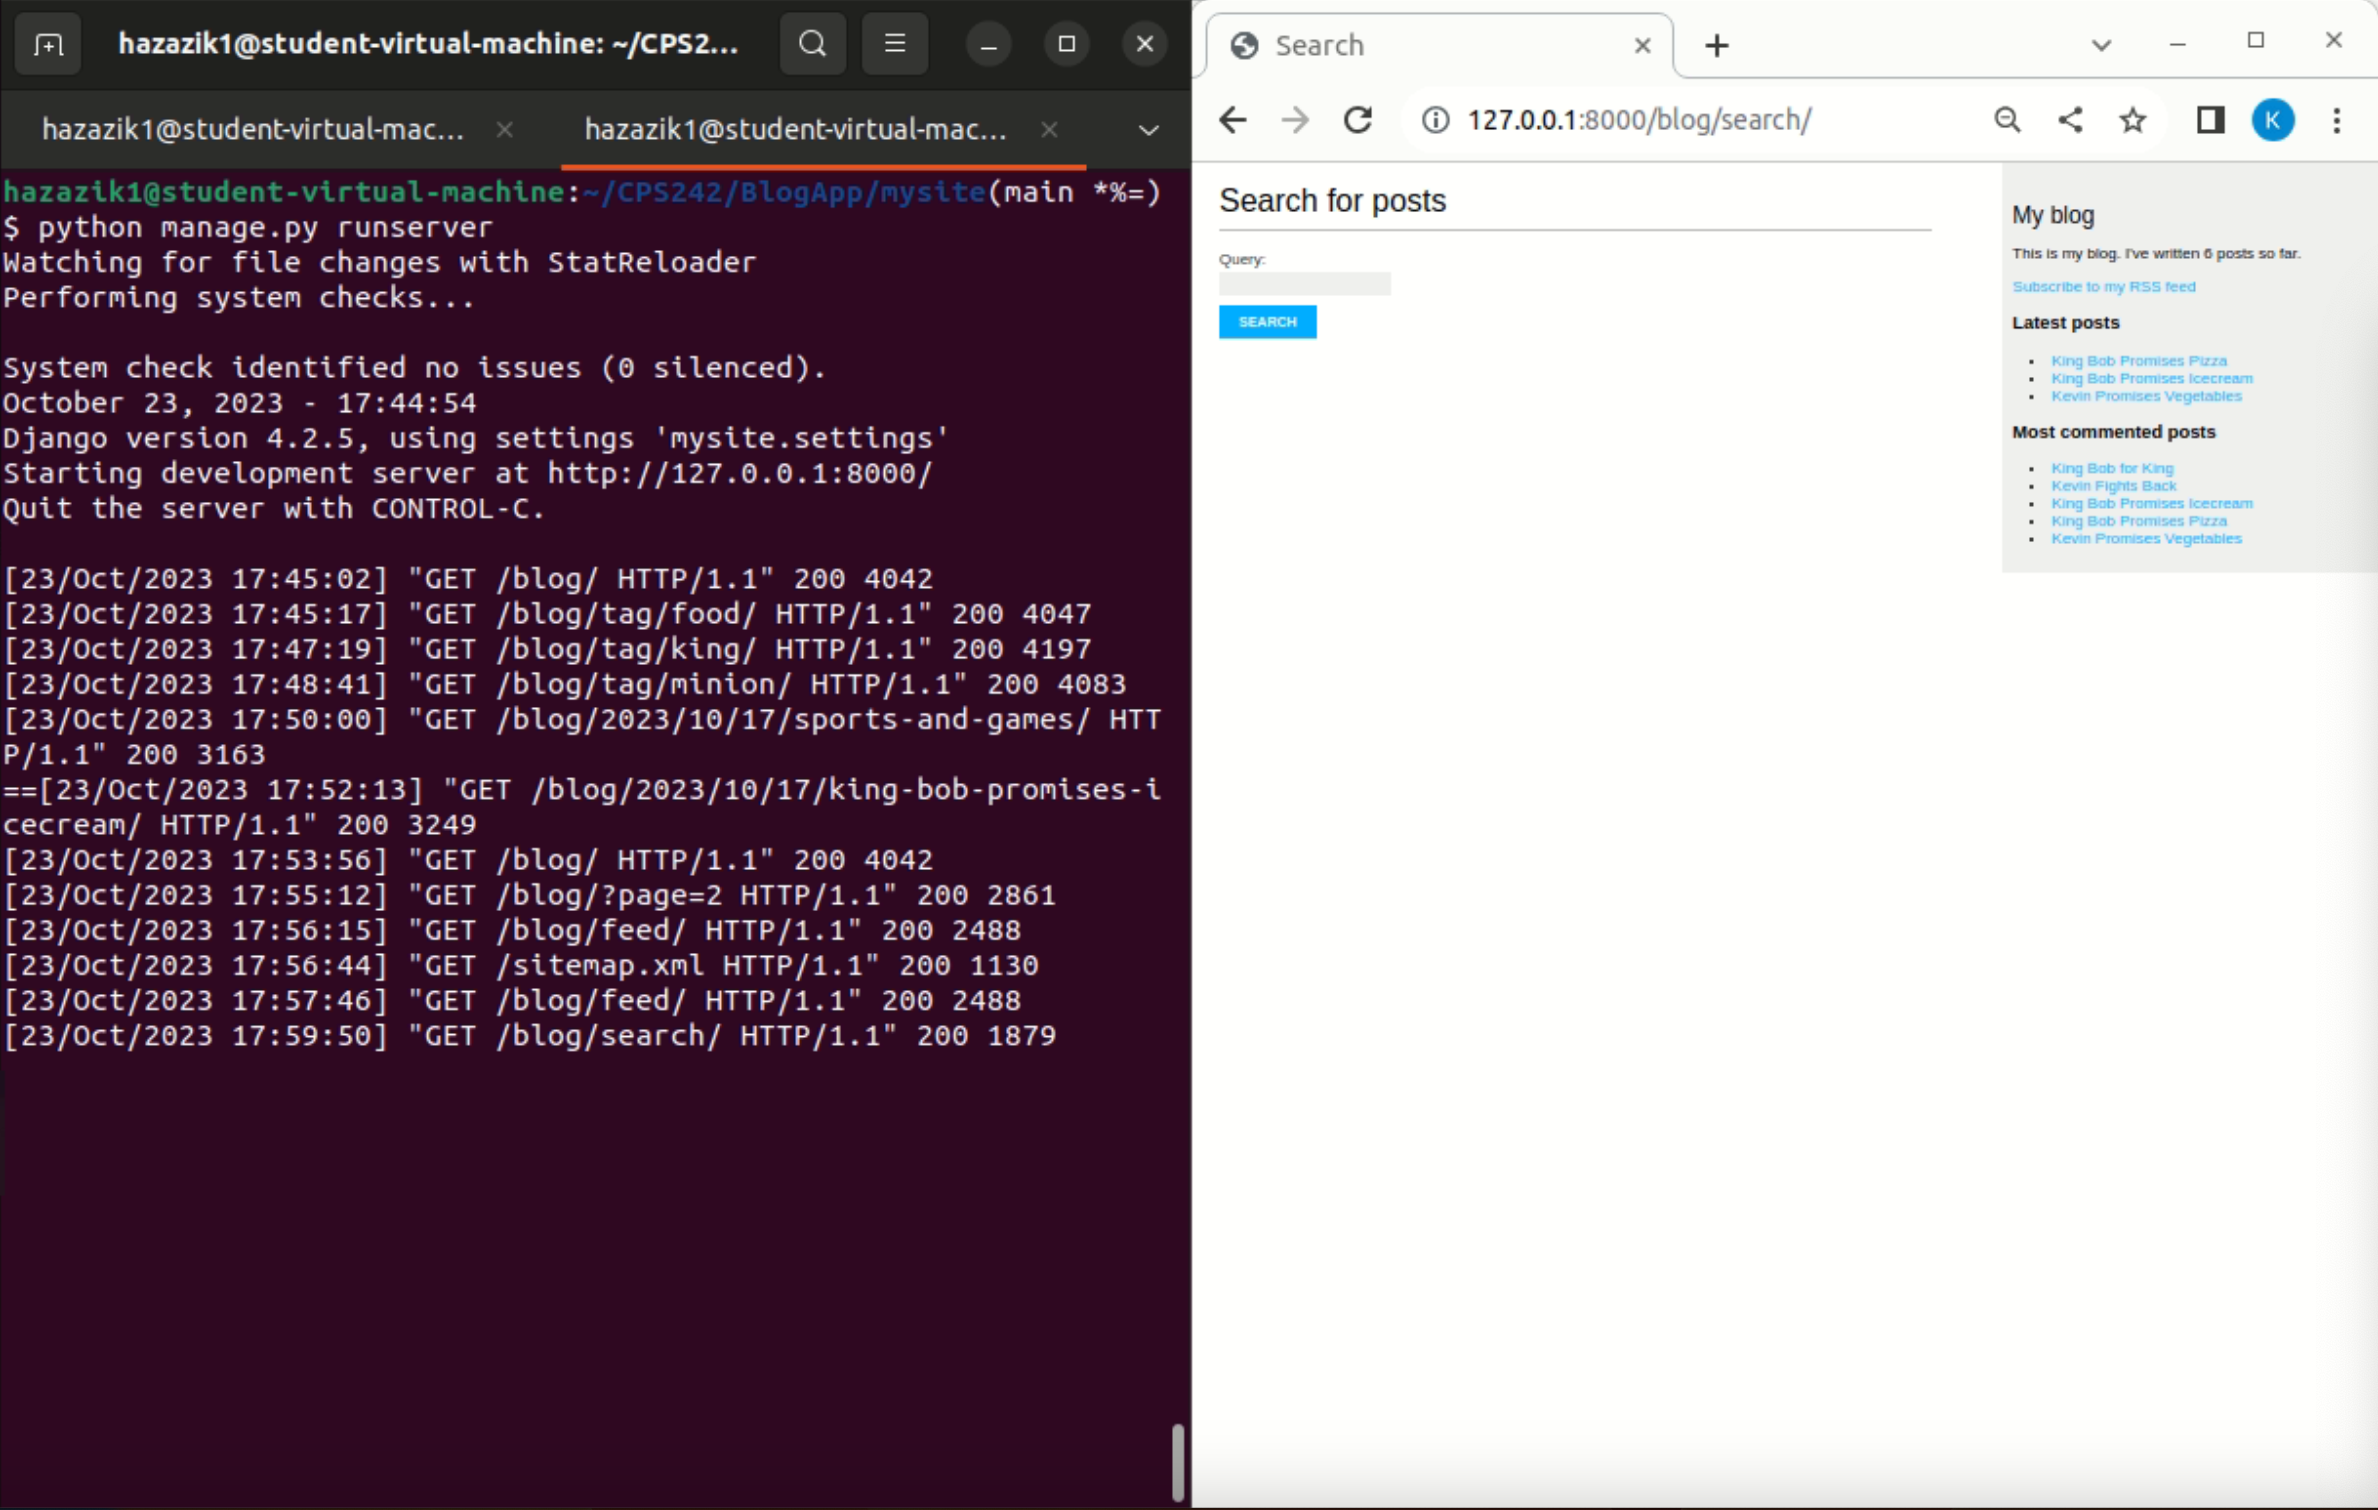 hazazik1@student-virtual-machine: ~/CPS2...
hazazik1@student-virtual-mac...
hazazik1@student-virtual-mac...
hazazik1@student-virtual-machine:~/CPS242/BlogApp/mysite(main *%=)
$ python manage.py runserver
Watching for file changes with StatReloader
Performing system checks...
System check identified no issues (0 silenced).
October 23, 2023 - 17:44:54
Django version 4.2.5, using settings 'mysite.settings'
Starting development server at http://127.0.0.1:8000/
Quit the server with CONTROL-C.
[23/Oct/2023 17:45:02] "GET /blog/ HTTP/1.1" 200 4042
[23/Oct/2023 17:45:17] "GET /blog/tag/food/ HTTP/1.1" 200 4047
[23/Oct/2023 17:47:19] "GET /blog/tag/king/ HTTP/1.1" 200 4197
[23/Oct/2023 17:48:41] "GET /blog/tag/minion/ HTTP/1.1" 200 4083
[23/Oct/2023 17:50:00] "GET /blog/2023/10/17/sports-and-games/ HTT
P/1.1" 200 3163
==[23/Oct/2023 17:52:13] "GET /blog/2023/10/17/king-bob-promises-i
cecream/ HTTP/1.1" 200 3249
[23/Oct/2023 17:53:56] "GET /blog/ HTTP/1.1" 200 4042
[23/Oct/2023 17:55:12] "GET /blog/?page=2 HTTP/1.1" 200 2861
[23/Oct/2023 17:56:15] "GET /blog/feed/ HTTP/1.1" 200 2488
[23/Oct/2023 17:56:44] "GET /sitemap.xml HTTP/1.1" 200 1130
[23/Oct/2023 17:57:46] "GET /blog/feed/ HTTP/1.1" 200 2488
[23/Oct/2023 17:59:50] "GET /blog/search/ HTTP/1.1" 200 1879
Search
127.0.0.1:8000/blog/search/
K
Search for posts
Query:
SEARCH
My blog
This is my blog. I've written 6 posts so far.
Subscribe to my RSS feed
Latest posts
King Bob Promises Pizza
King Bob Promises Icecream
Kevin Promises Vegetables
Most commented posts
King Bob for King
Kevin Fights Back
King Bob Promises Icecream
King Bob Promises Pizza
Kevin Promises Vegetables